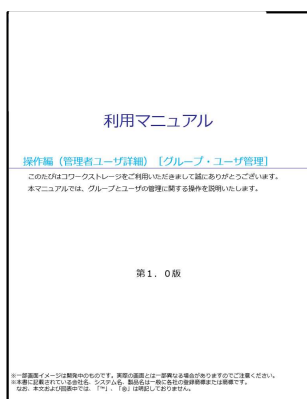 利用マニュアル
操作編（管理者ユーザ詳細）［グループ・ユーザ管理］
このたびはコワークストレージをご利用いただきまして誠にありがとうございます。
本マニュアルでは、グループとユーザの管理に関する操作を説明いたします。
第１．０版
※一部画面イメージは開発中のものです。実際の画面とは一部異なる場合がありますのでご注意ください。
※本書に記載されている会社名、システム名、製品名は一般に各社の登録商標または商標です。
なお、本文および図表中では、「™」、「®」は明記しておりません。